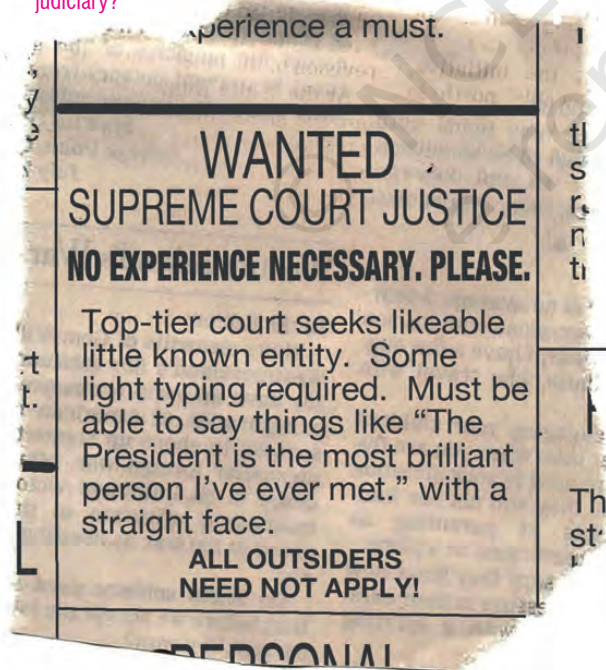 judiciary?
perience a must.
WANTED
SUPREME COURT JUSTICE
NO EXPERIENCE NECESSARY. PLEASE.
Top-tier court seeks likeable
little known entity. Some
light typing required. Must be
able to say things like “The
President is the most brilliant
person I’ve ever met.” with a
straight face.
ALL OUTSIDERS
NEED NOT APPLY!
PERSONAL